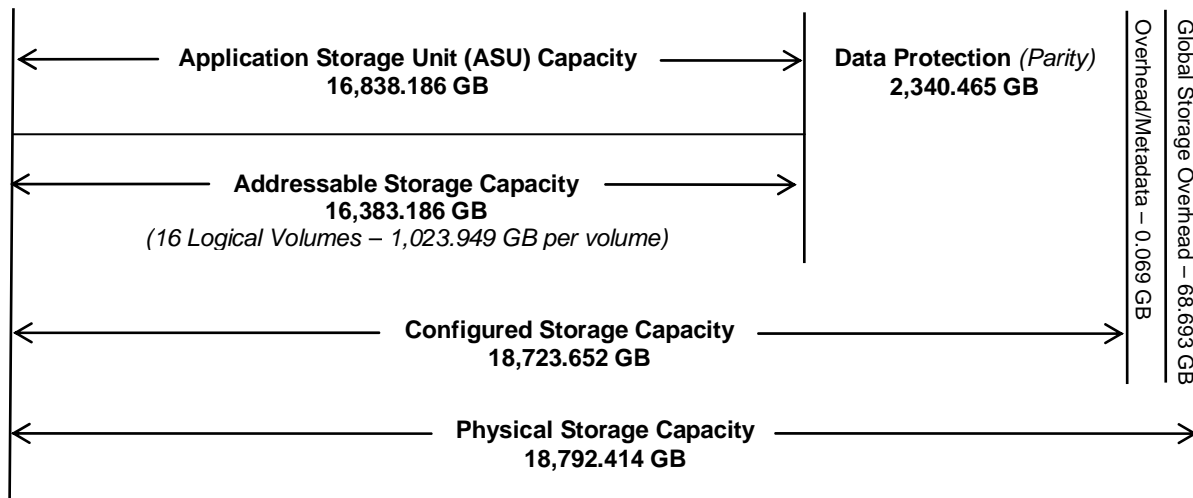 Application Storage Unit (ASU) Capacity
16,838.186 GB
Data Protection (Parity)
2,340.465 GB
Overhead/Metadata – 0.069 GB
Global Storage Overhead – 68.693 GB
Addressable Storage Capacity
16,383.186 GB
(16 Logical Volumes – 1,023.949 GB per volume)
Configured Storage Capacity
18,723.652 GB
Physical Storage Capacity
18,792.414 GB